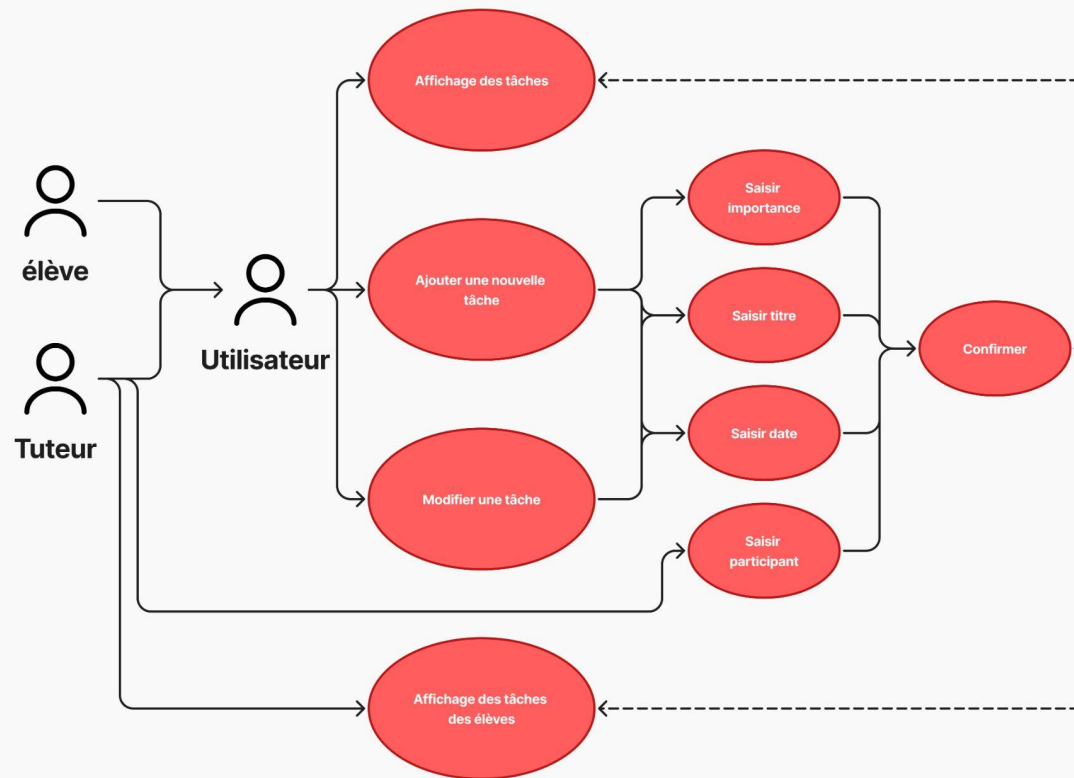 Affichage des tâches
élève
Tuteur
Utilisateur
Ajouter une nouvelle
tâche
Modifier une tâche
Saisir
importance
Saisir titre
Saisir date
Saisir
participant
Confirmer
Affichage des tâches
des élèves